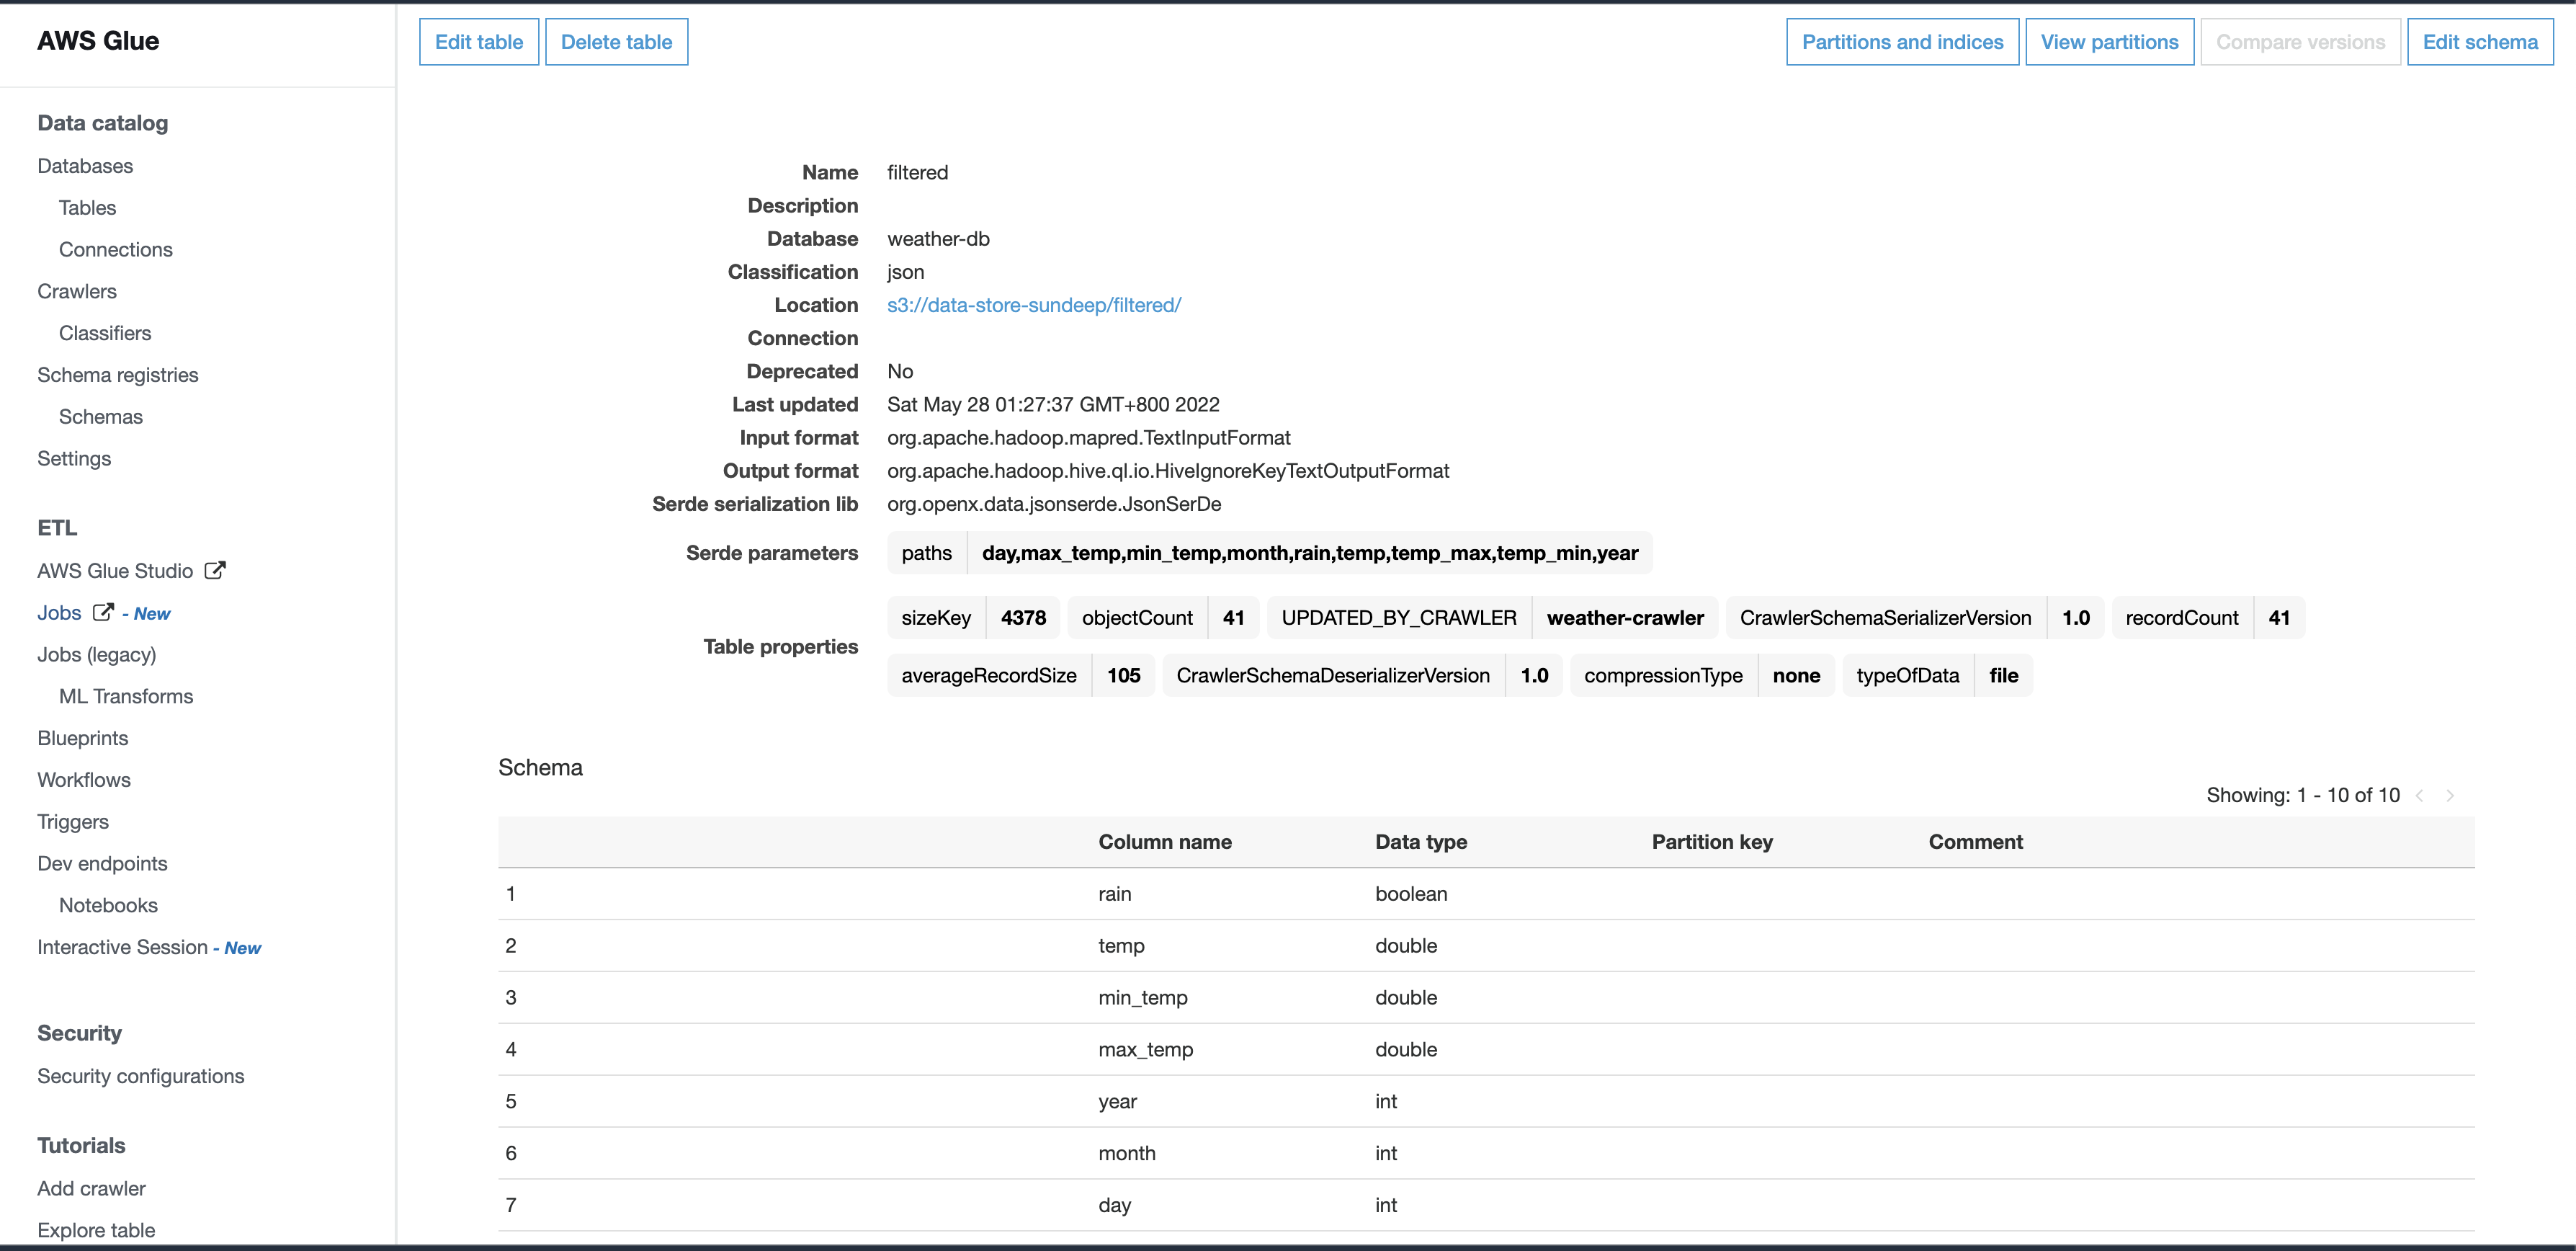 AWS Glue
Data catalog
Databases
Tables
Connections
Crawlers
Classifiers
Schema registries
Schemas
Settings
ETL
AWS Glue Studio
Jobs - New
Jobs (legacy)
ML Transforms
Blueprints
Workflows
Triggers
Dev endpoints
Notebooks
Interactive Session - New
Security
Security configurations
Tutorials
Add crawler
Explore table
Edit table Delete table Partitions and indices View partitions Compare versions Edit schema
Name filtered
Description
Database weather-db
Classification json
Location s3://data-store-sundeep/filtered/
Connection
Deprecated No
Last updated Sat May 28 01:27:37 GMT+800 2022
Input format org.apache.hadoop.mapred.TextInputFormat
Output format org.apache.hadoop.hive.ql.io.HiveIgnoreKeyTextOutputFormat
Serde serialization lib org.openx.data.jsonserde.JsonSerDe
Serde parameters paths day,max_temp,min_temp,month,rain,temp,temp_max,temp_min,year
Table properties
sizeKey 4378 objectCount 41 UPDATED_BY_CRAWLER weather-crawler CrawlerSchemaSerializerVersion 1.0 recordCount 41
averageRecordSize 105 CrawlerSchemaDeserializerVersion 1.0 compressionType none typeOfData file
Schema
Showing: 1 - 10 of 10 < >
Column name Data type Partition key Comment
1 rain boolean
2 temp double
3 min_temp double
4 max_temp double
5 year int
6 month int
7 day int